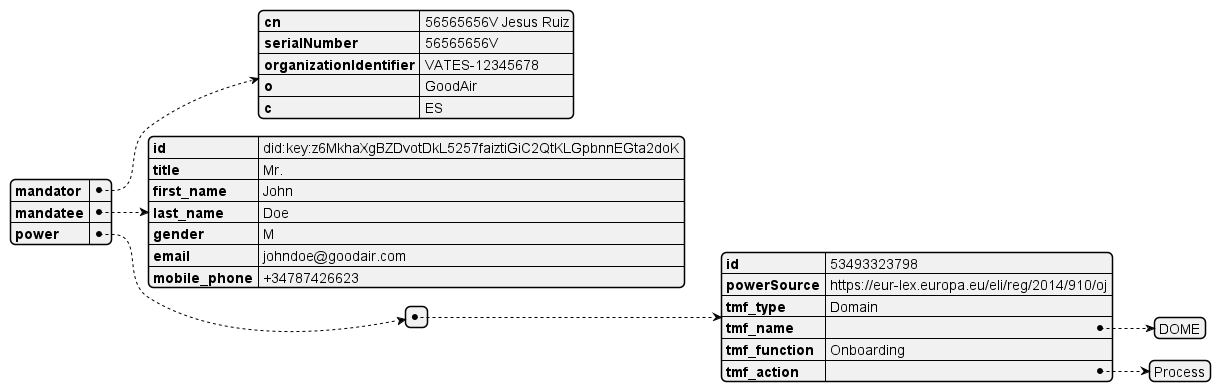 cn 56565656V Jesus Ruiz
serialNumber 56565656V
organizationIdentifier VATES-12345678
o GoodAir
c ES
mandator
mandatee
power
id did:key:z6MkhaXgBZDvotDkL5257faiztiGiC2QtKLGpbnnEGta2doK
title Mr.
first_name John
last_name Doe
gender M
email johndoe@goodair.com
mobile_phone +34787426623
id 53493323798
powerSource https://eur-lex.europa.eu/eli/reg/2014/910/oj
tmf_type Domain
tmf_name DOME
tmf_function Onboarding
tmf_action Process